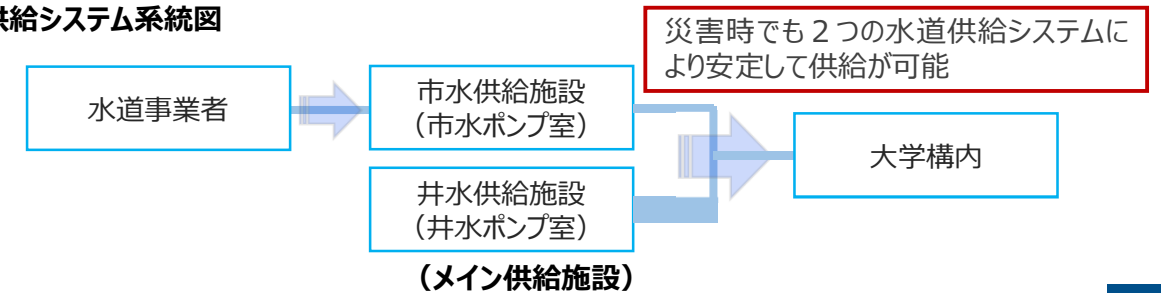 供給システム系統図
災害時でも２つの水道供給システムに
より安定して供給が可能
水道事業者
市水供給施設
（市水ポンプ室）
大学構内
井水供給施設
（井水ポンプ室）
（メイン供給施設）